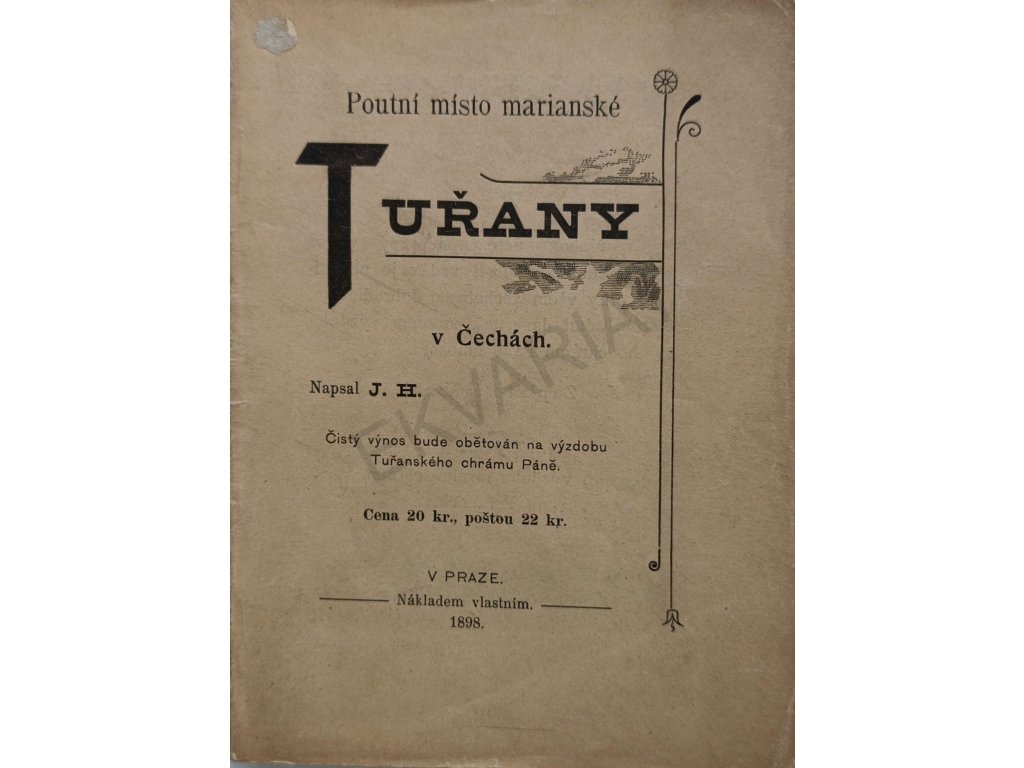 Poutní místo marianské
TUŘANY
v Čechách.
Napsal J. H.
Čistý výnos bude obětován na výzdobu
Tuřanského chrámu Páně.
Cena 20 kr., poštou 22 kr.
V PRAZE.
Nákladem vlastním.
1898.
EKVARIAT